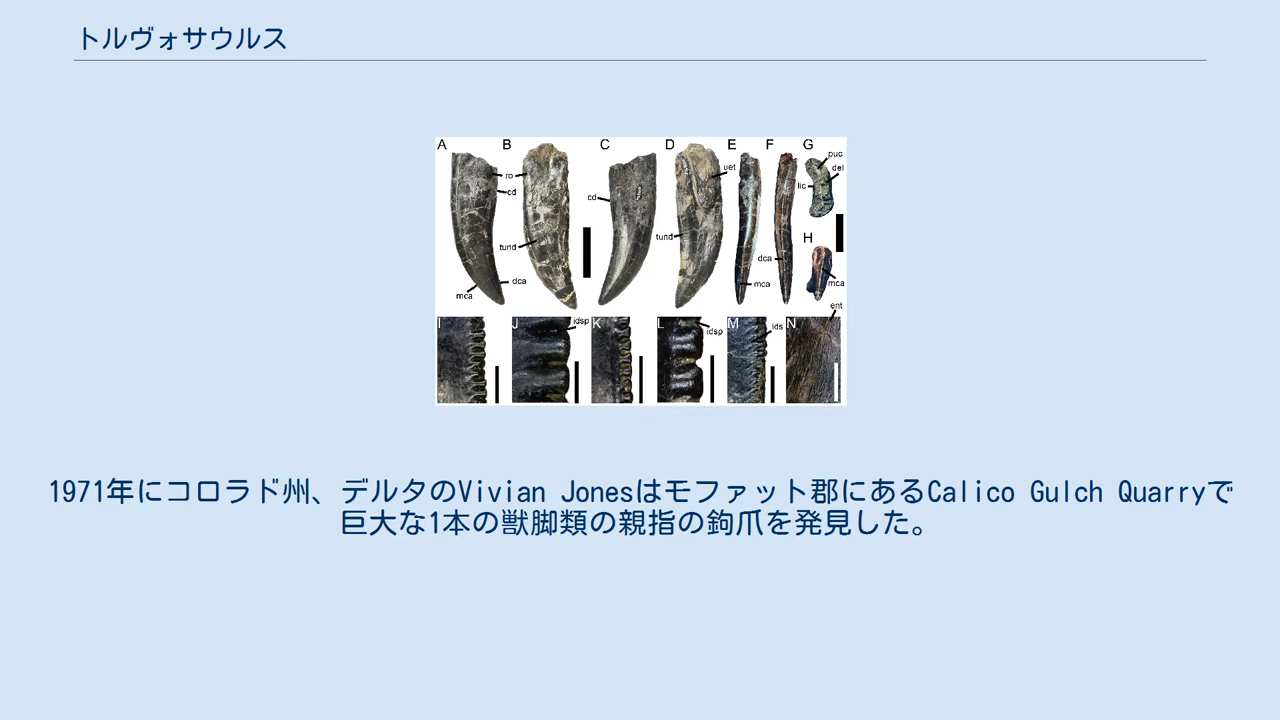 トルヴォサウルス
A B C D E F G
puc
ro uet del
cd lic
cd
H
tund tund
dca
dca mca mca
mca
ent
I J idsp K L idsp M ids N
1971年にコロラド州、デルタのVivian Jonesはモファット郡にあるCalico Gulch Quarryで
巨大な1本の獣脚類の親指の鉤爪を発見した。